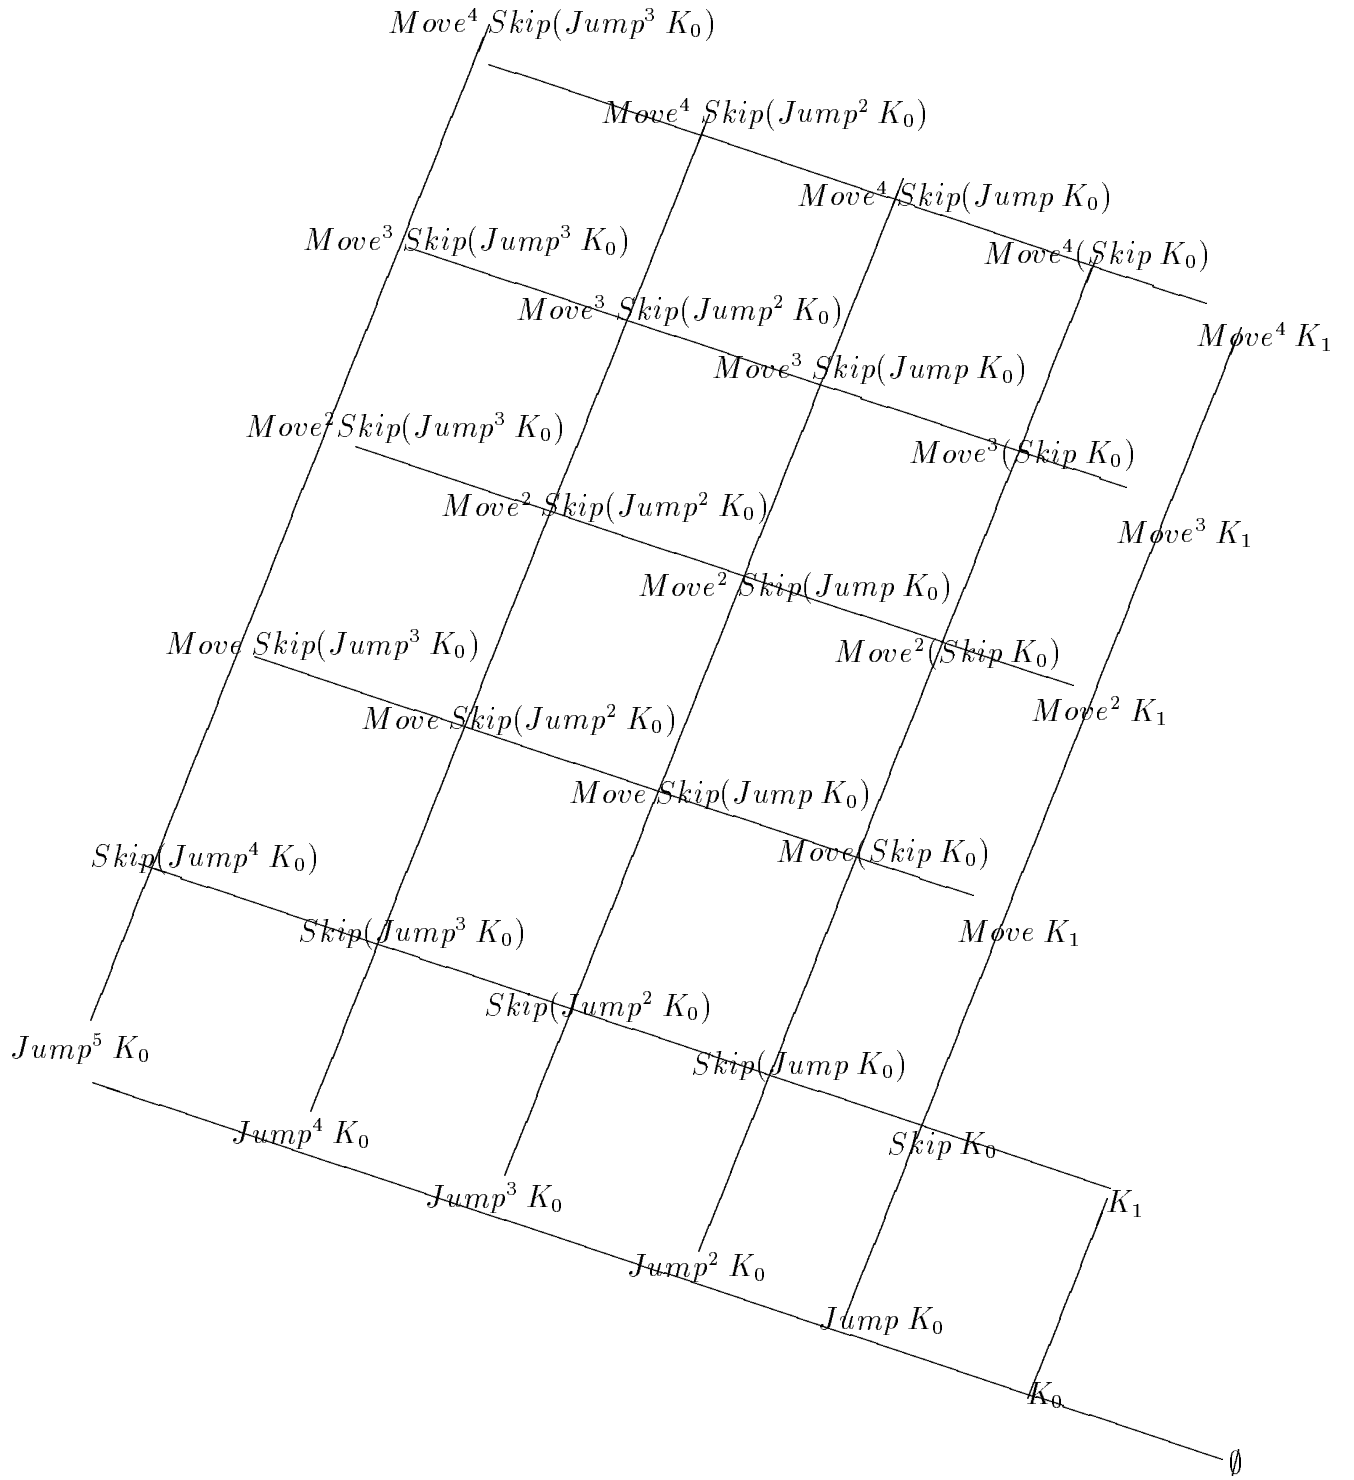 Move⁴ Skip(Jump³ K₀)
Move⁴ Skip(Jump² K₀)
Move⁴ Skip(Jump K₀)
Move³ Skip(Jump³ K₀)
Move⁴(Skip K₀)
Move³ Skip(Jump² K₀)
Move⁴ K₁
Move³ Skip(Jump K₀)
Move²Skip(Jump³ K₀)
Move³(Skip K₀)
Move² Skip(Jump² K₀)
Move³ K₁
Move² Skip(Jump K₀)
Move Skip(Jump³ K₀)
Move²(Skip K₀)
Move² K₁
Move Skip(Jump² K₀)
Move Skip(Jump K₀)
Move(Skip K₀)
Skip(Jump⁴ K₀)
Skip(Jump³ K₀)
Move K₁
Skip(Jump² K₀)
Jump⁵ K₀
Skip(Jump K₀)
Jump⁴ K₀
Skip K₀
Jump³ K₀
K₁
Jump² K₀
Jump K₀
K₀
∅